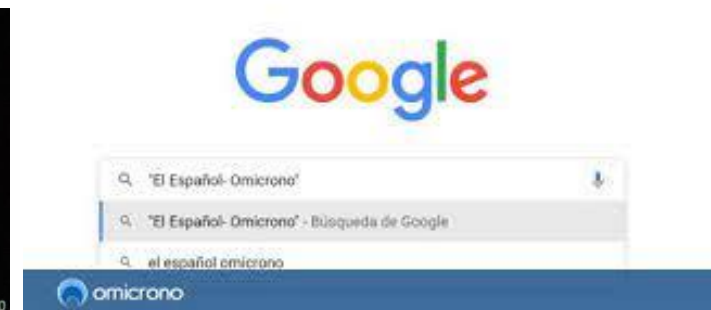 Google
"El Español- Omicrono"
"El Español- Omicrono" - Búsqueda de Google
el español omicrono
omicrono